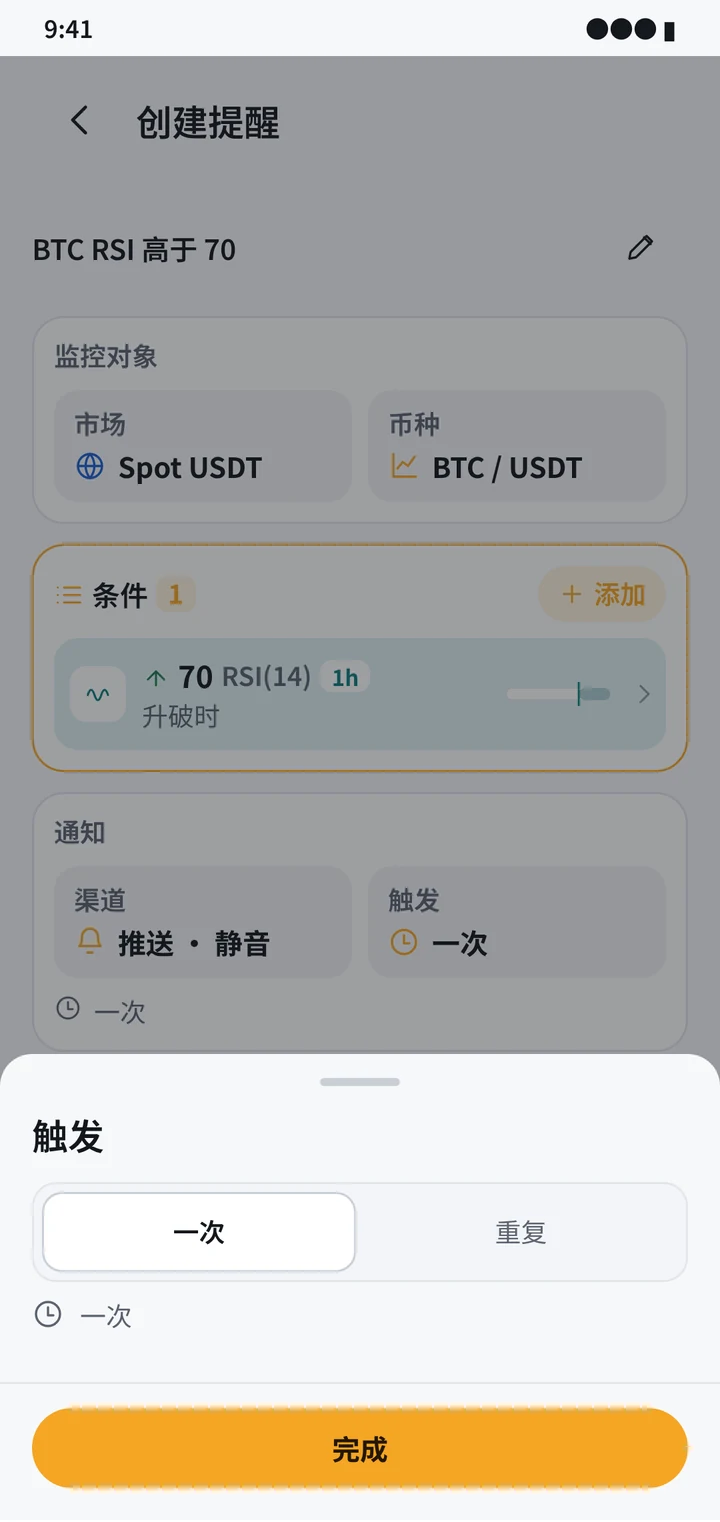 9:41
创建提醒
BTC RSI 高于 70
监控对象
市场
Spot USDT
币种
BTC / USDT
条件 1
+ 添加
↑ 70 RSI(14) 1h
升破时
通知
渠道
推送 · 静音
触发
一次
一次
触发
一次
重复
一次
完成